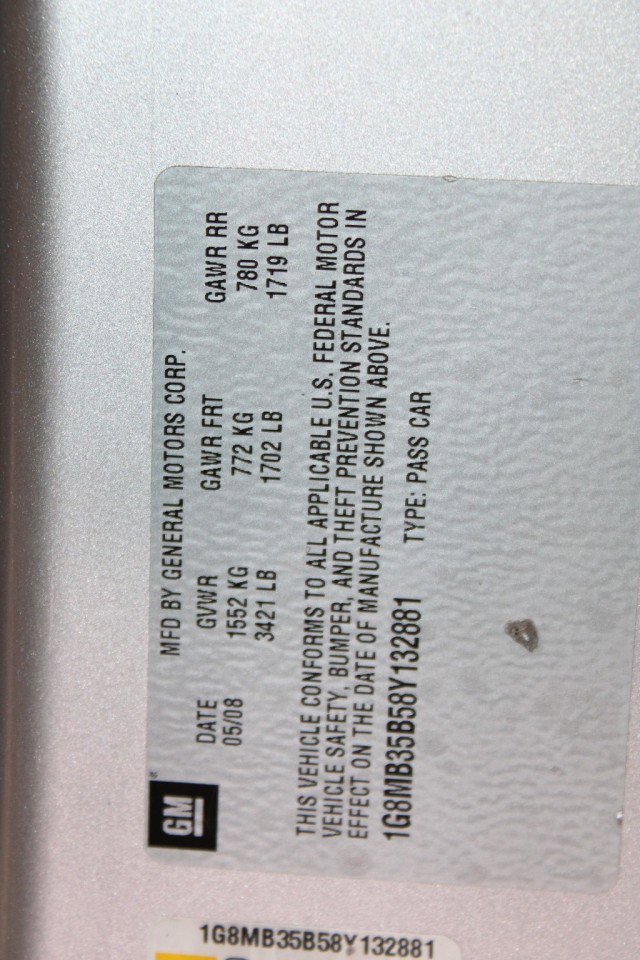 GM
MFD BY GENERAL MOTORS CORP.
DATE GVWR GAWR FRT GAWR RR
05/08 1552 KG 772 KG 780 KG
3421 LB 1702 LB 1719 LB
THIS VEHICLE CONFORMS TO ALL APPLICABLE U.S. FEDERAL MOTOR
VEHICLE SAFETY, BUMPER, AND THEFT PREVENTION STANDARDS IN
EFFECT ON THE DATE OF MANUFACTURE SHOWN ABOVE.
1G8MB35B58Y132881 TYPE: PASS CAR
1G8MB35B58Y132881